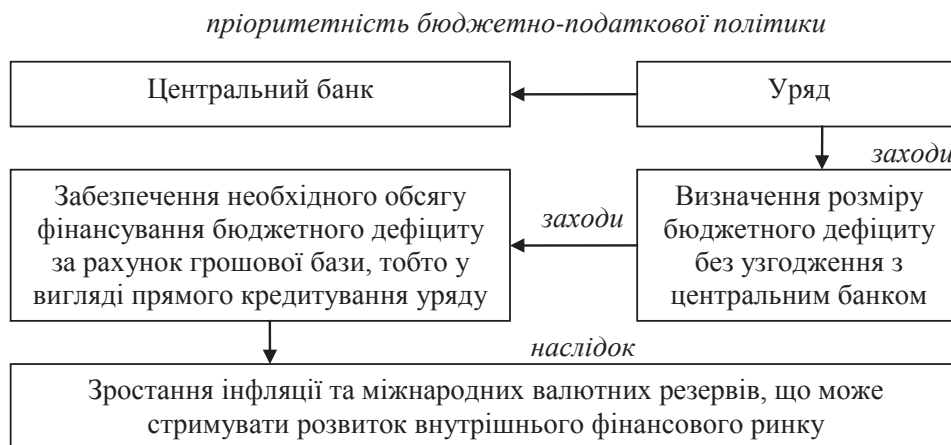 пріоритетність бюджетно-податкової політики
Центральний банк
Уряд
заходи
Забезпечення необхідного обсягу
фінансування бюджетного дефіциту
за рахунок грошової бази, тобто у
вигляді прямого кредитування уряду
заходи
Визначення розміру
бюджетного дефіциту
без узгодження з
центральним банком
наслідок
Зростання інфляції та міжнародних валютних резервів, що може
стримувати розвиток внутрішнього фінансового ринку